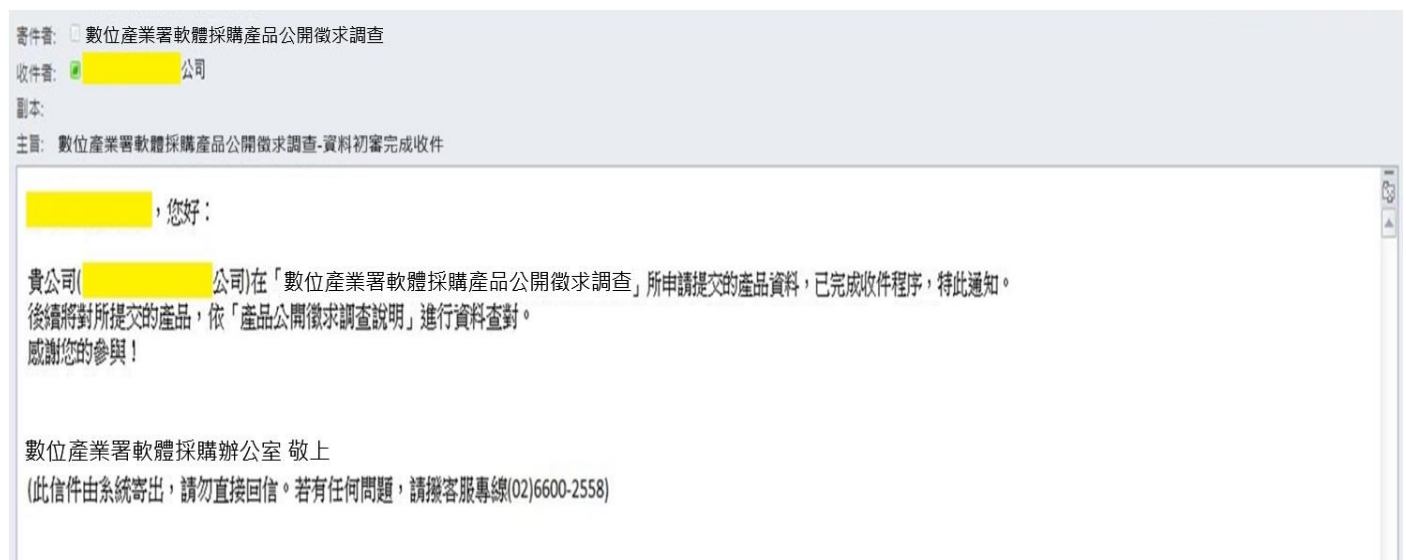 寄件者: 數位產業署軟體採購產品公開徵求調查
收件者: 公司
副本:
主旨: 數位產業署軟體採購產品公開徵求調查-資料初審完成收件
，您好：
貴公司( 公司)在「數位產業署軟體採購產品公開徵求調查」所申請提交的產品資料，已完成收件程序，特此通知。
後續將對所提交的產品，依「產品公開徵求調查說明」進行資料查對。
感謝您的參與！
數位產業署軟體採購辦公室 敬上
(此信件由系統寄出，請勿直接回信。若有任何問題，請撥客服專線(02)6600-2558)